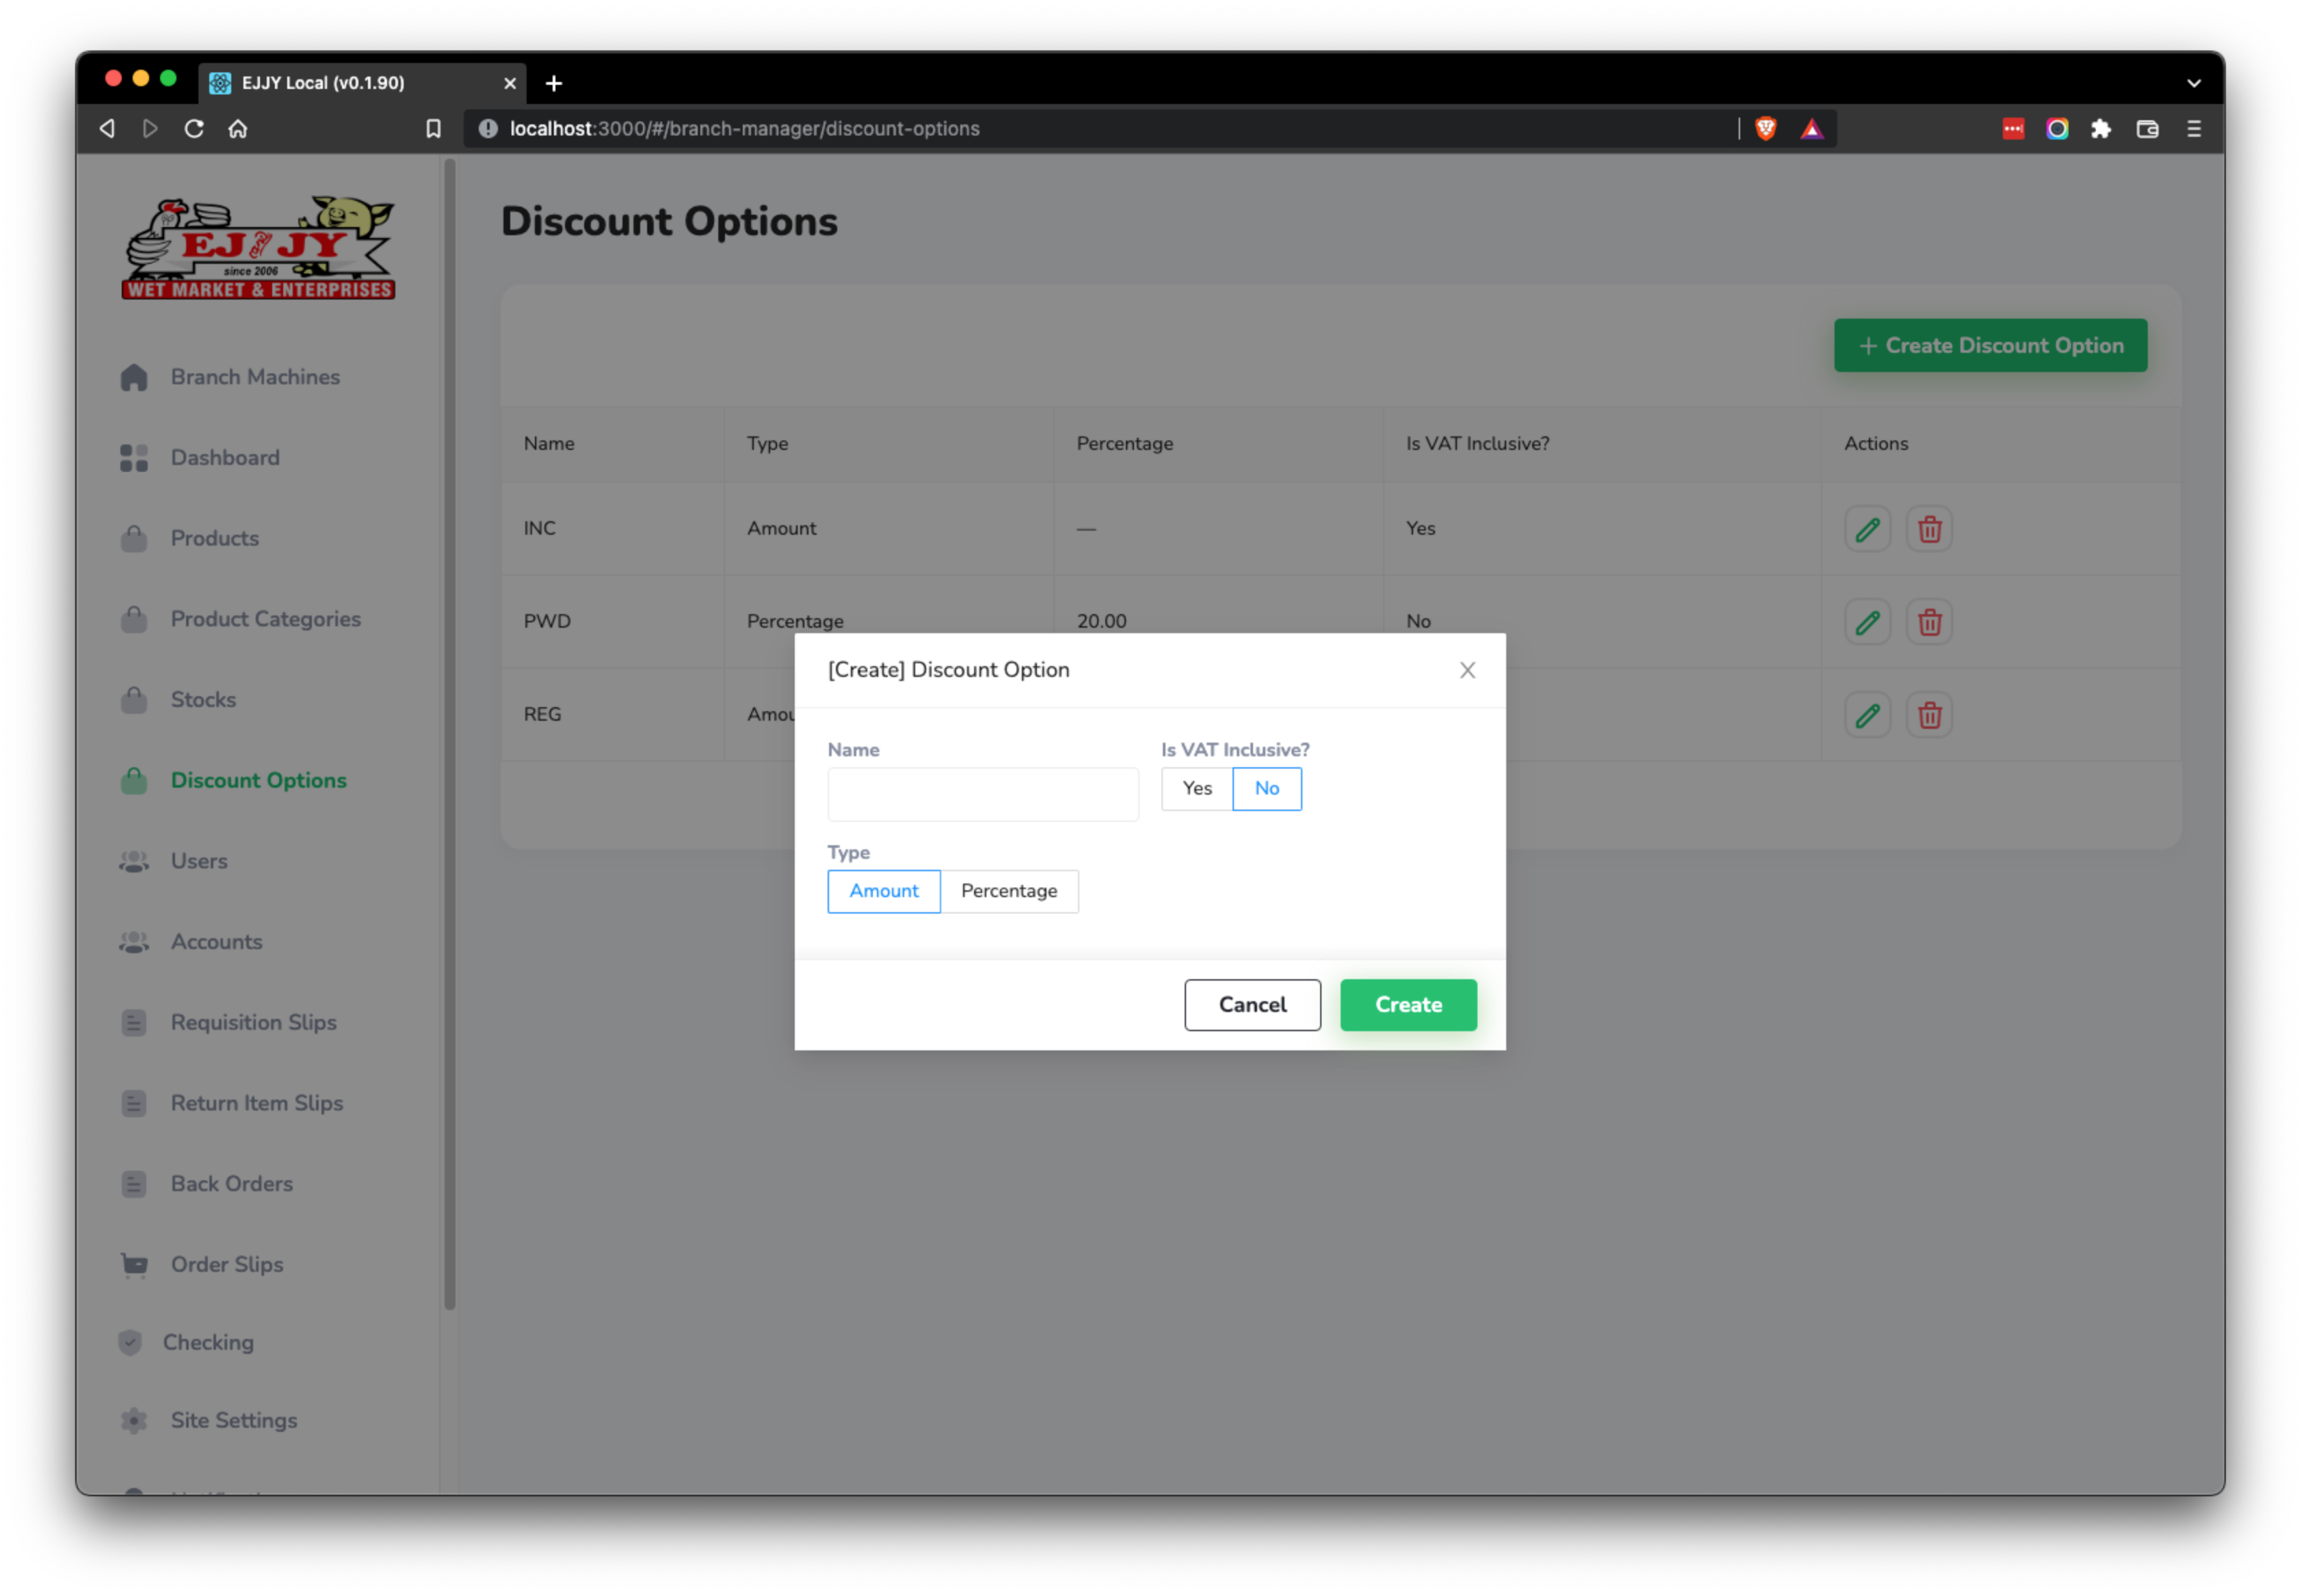 EJJY Local (v0.1.90)
localhost:3000/#/branch-manager/discount-options
EJ and JY
since 2006
WET MARKET & ENTERPRISES
Branch Machines
Dashboard
Products
Product Categories
Stocks
Discount Options
Users
Accounts
Requisition Slips
Return Item Slips
Back Orders
Order Slips
Checking
Site Settings
Discount Options
+ Create Discount Option
Name Type Percentage Is VAT Inclusive? Actions
INC Amount — Yes
PWD Percentage 20.00 No
REG Amou
[Create] Discount Option
Name
Is VAT Inclusive?
Yes No
Type
Amount Percentage
Cancel Create